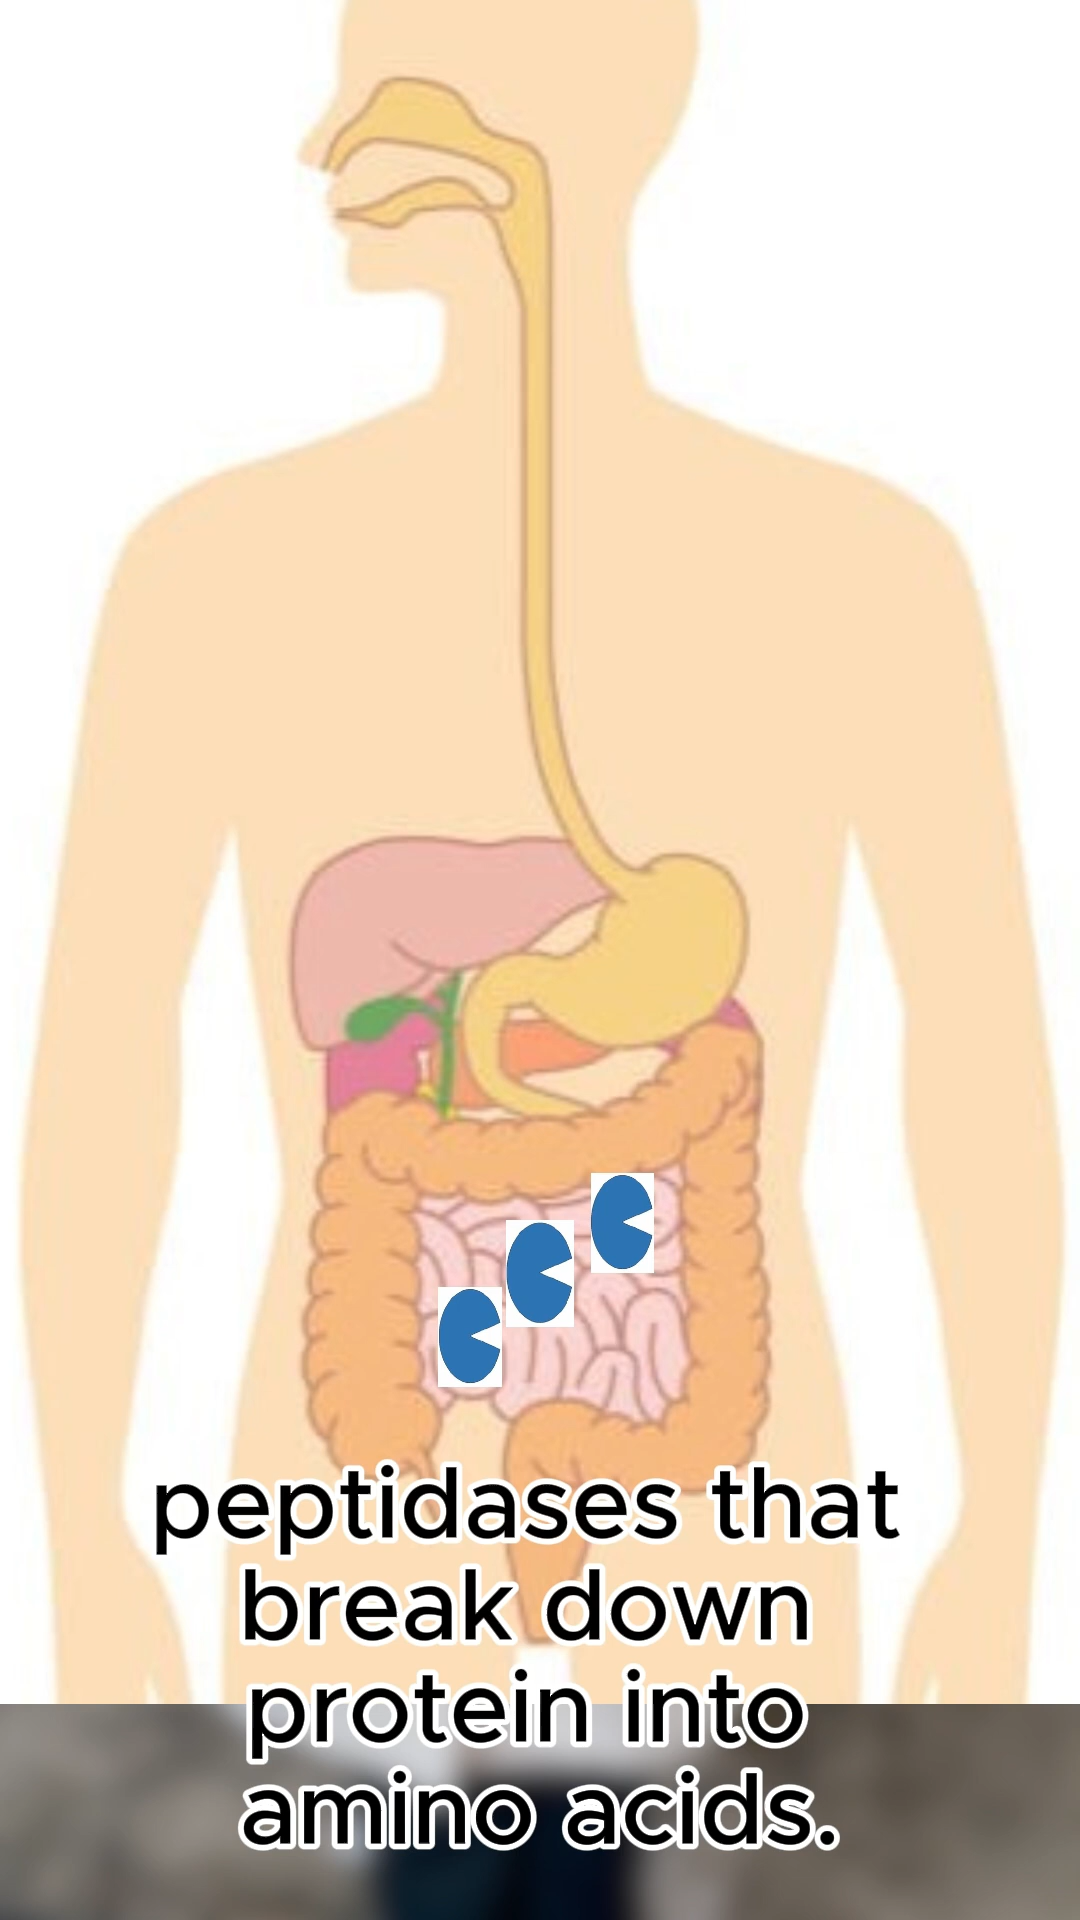 peptidases that
break down
protein into
amino acids.